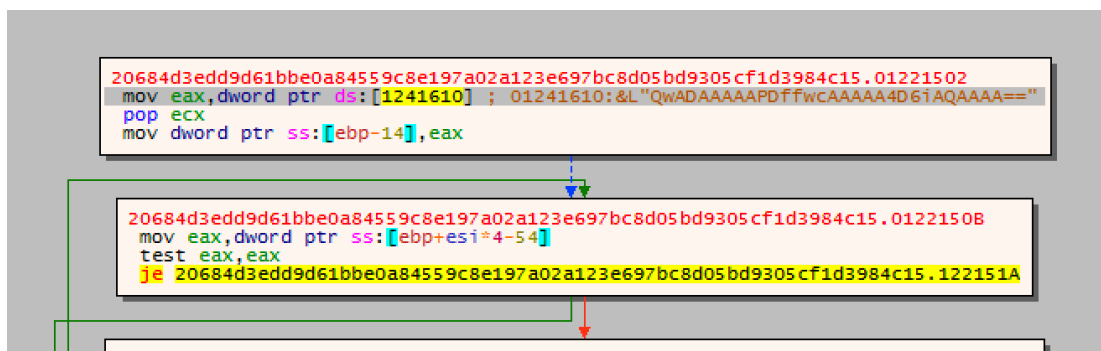 20684d3edd9d61bbe0a84559c8e197a02a123e697bc8d05bd9305cf1d3984c15.01221502
mov eax,dword ptr ds:[1241610] ; 01241610:&L"QwADAAAAAPDffwcAAAAA4D6iAQAAAA=="
pop ecx
mov dword ptr ss:[ebp-14],eax
20684d3edd9d61bbe0a84559c8e197a02a123e697bc8d05bd9305cf1d3984c15.0122150B
mov eax,dword ptr ss:[ebp+esi*4-54]
test eax,eax
je 20684d3edd9d61bbe0a84559c8e197a02a123e697bc8d05bd9305cf1d3984c15.122151A